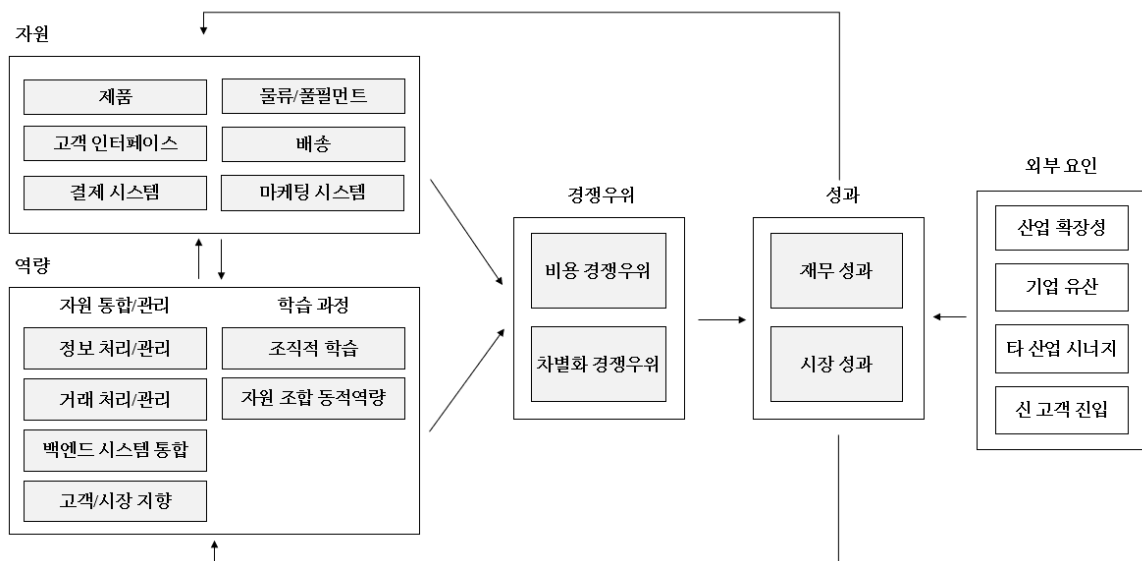 자원
제품
물류/풀필먼트
고객 인터페이스
배송
결제 시스템
마케팅 시스템
역량
자원 통합/관리
학습 과정
정보 처리/관리
조직적 학습
거래 처리/관리
자원 조합 동적역량
백엔드 시스템 통합
고객/시장 지향
경쟁우위
비용 경쟁우위
차별화 경쟁우위
성과
재무 성과
시장 성과
외부 요인
산업 확장성
기업 유산
타 산업 시너지
신 고객 진입